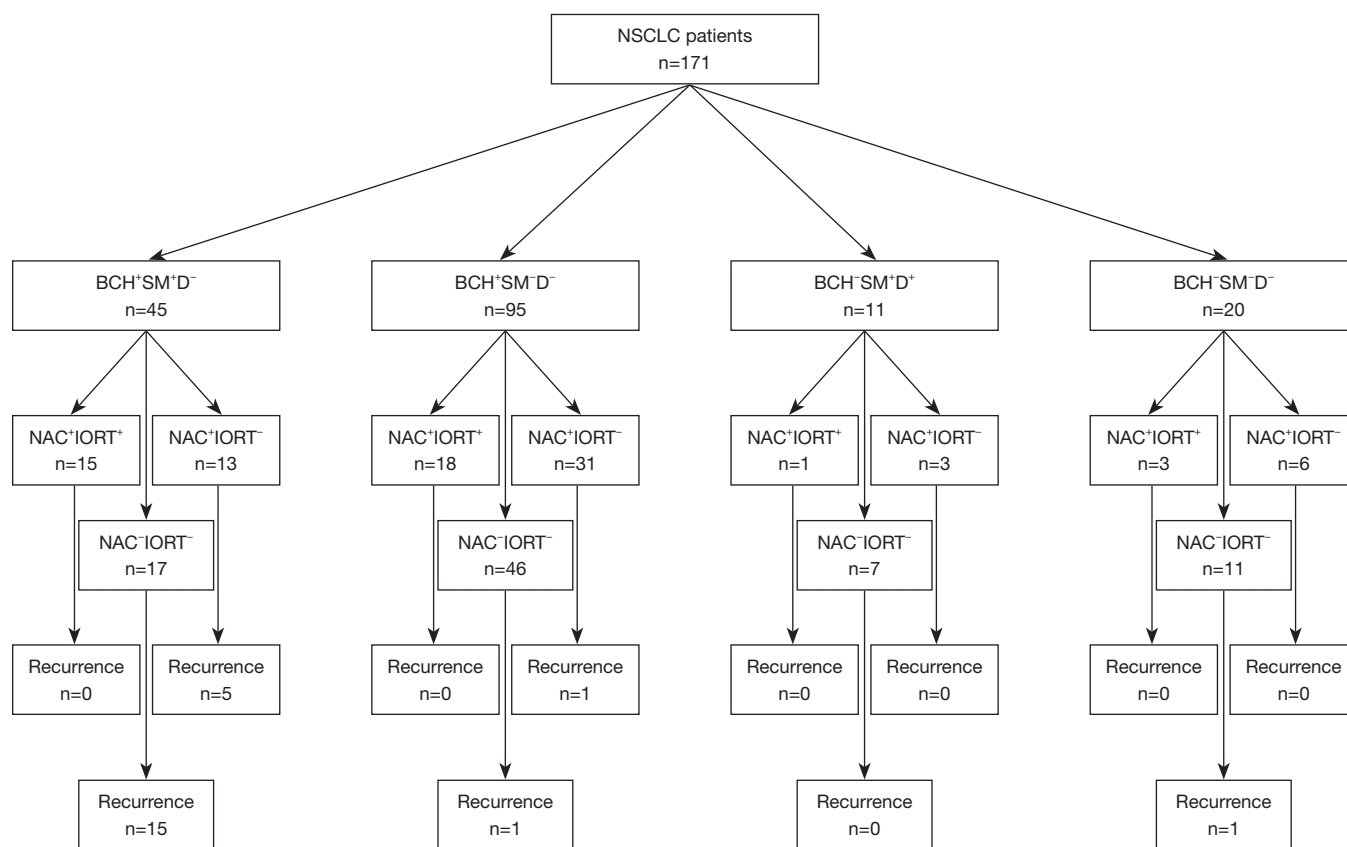 NSCLC patients
n=171
BCH⁺SM⁺D⁻
n=45
BCH⁺SM⁻D⁻
n=95
BCH⁻SM⁺D⁺
n=11
BCH⁻SM⁻D⁻
n=20
NAC⁺IORT⁺
n=15
NAC⁺IORT⁻
n=13
NAC⁺IORT⁺
n=18
NAC⁺IORT⁻
n=31
NAC⁺IORT⁺
n=1
NAC⁺IORT⁻
n=3
NAC⁺IORT⁺
n=3
NAC⁺IORT⁻
n=6
NAC⁻IORT⁻
n=17
NAC⁻IORT⁻
n=46
NAC⁻IORT⁻
n=7
NAC⁻IORT⁻
n=11
Recurrence
n=0
Recurrence
n=5
Recurrence
n=0
Recurrence
n=1
Recurrence
n=0
Recurrence
n=0
Recurrence
n=0
Recurrence
n=0
Recurrence
n=15
Recurrence
n=1
Recurrence
n=0
Recurrence
n=1